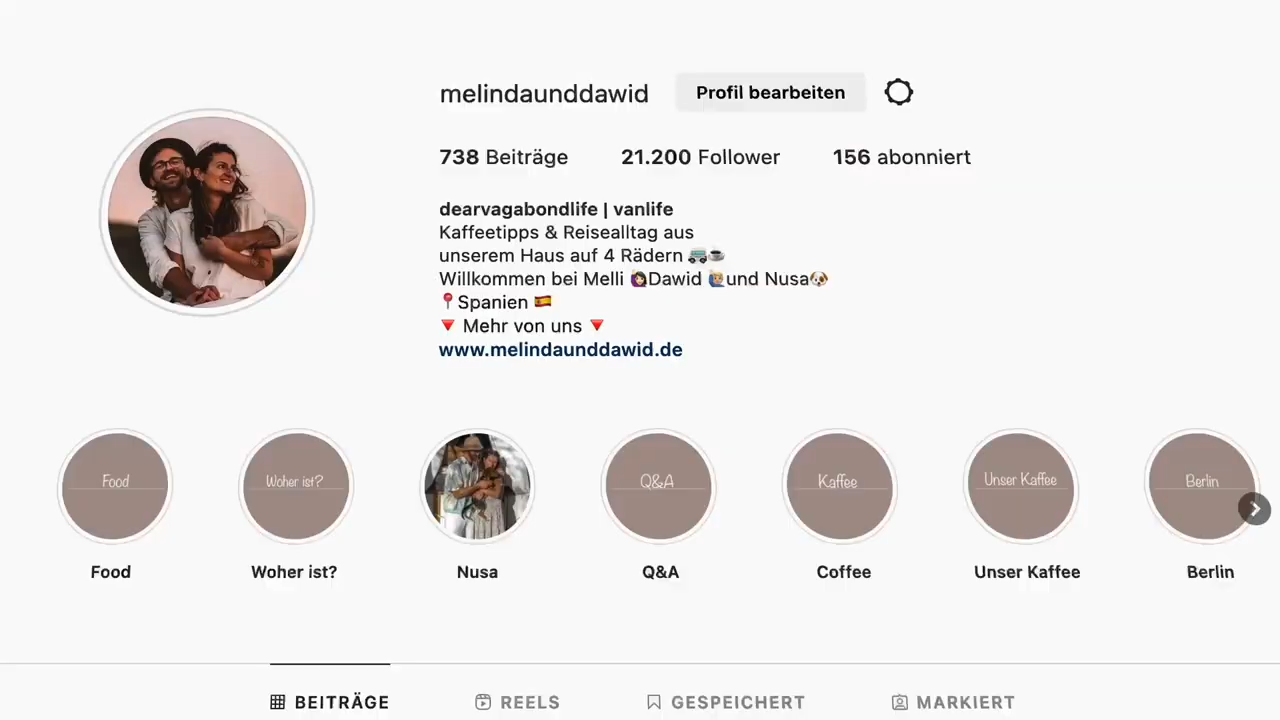 melindaunddawid Profil bearbeiten
738 Beiträge 21.200 Follower 156 abonniert
dearvagabondlife | vanlife
Kaffeetipps & Reisealltag aus
unserem Haus auf 4 Rädern 🚐☕
Willkommen bei Melli 🙋🏻‍♀️Dawid 🙋🏼‍♂️und Nusa🐶
📍Spanien 🇪🇸
🔻 Mehr von uns 🔻
www.melindaunddawid.de
Food Woher ist? Q&A Kaffee Unser Kaffee Berlin
Food Woher ist? Nusa Q&A Coffee Unser Kaffee Berlin
BEITRÄGE REELS GESPEICHERT MARKIERT